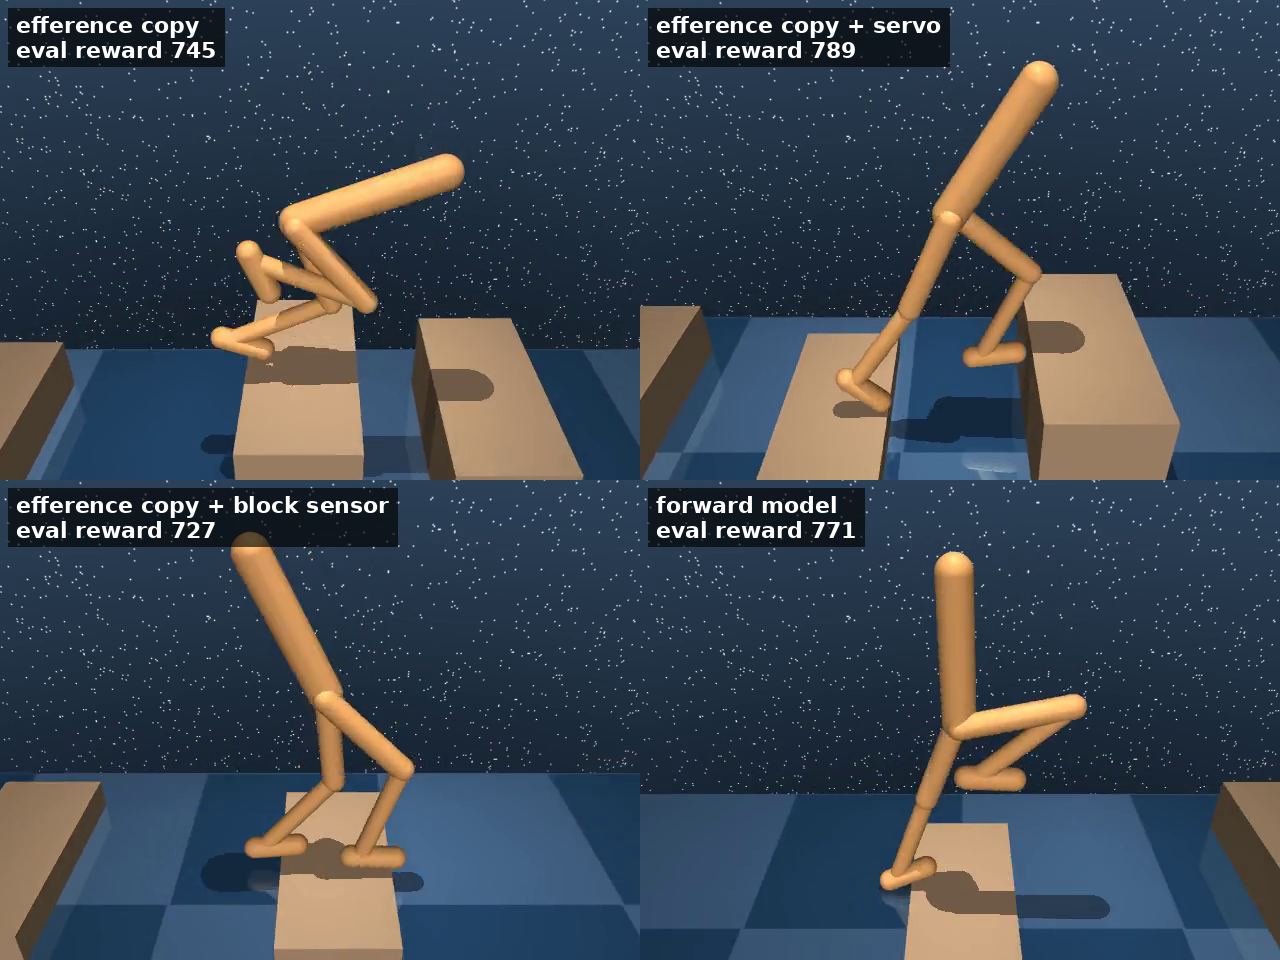 efference copy
eval reward 745
efference copy + servo
eval reward 789
efference copy + block sensor
eval reward 727
forward model
eval reward 771